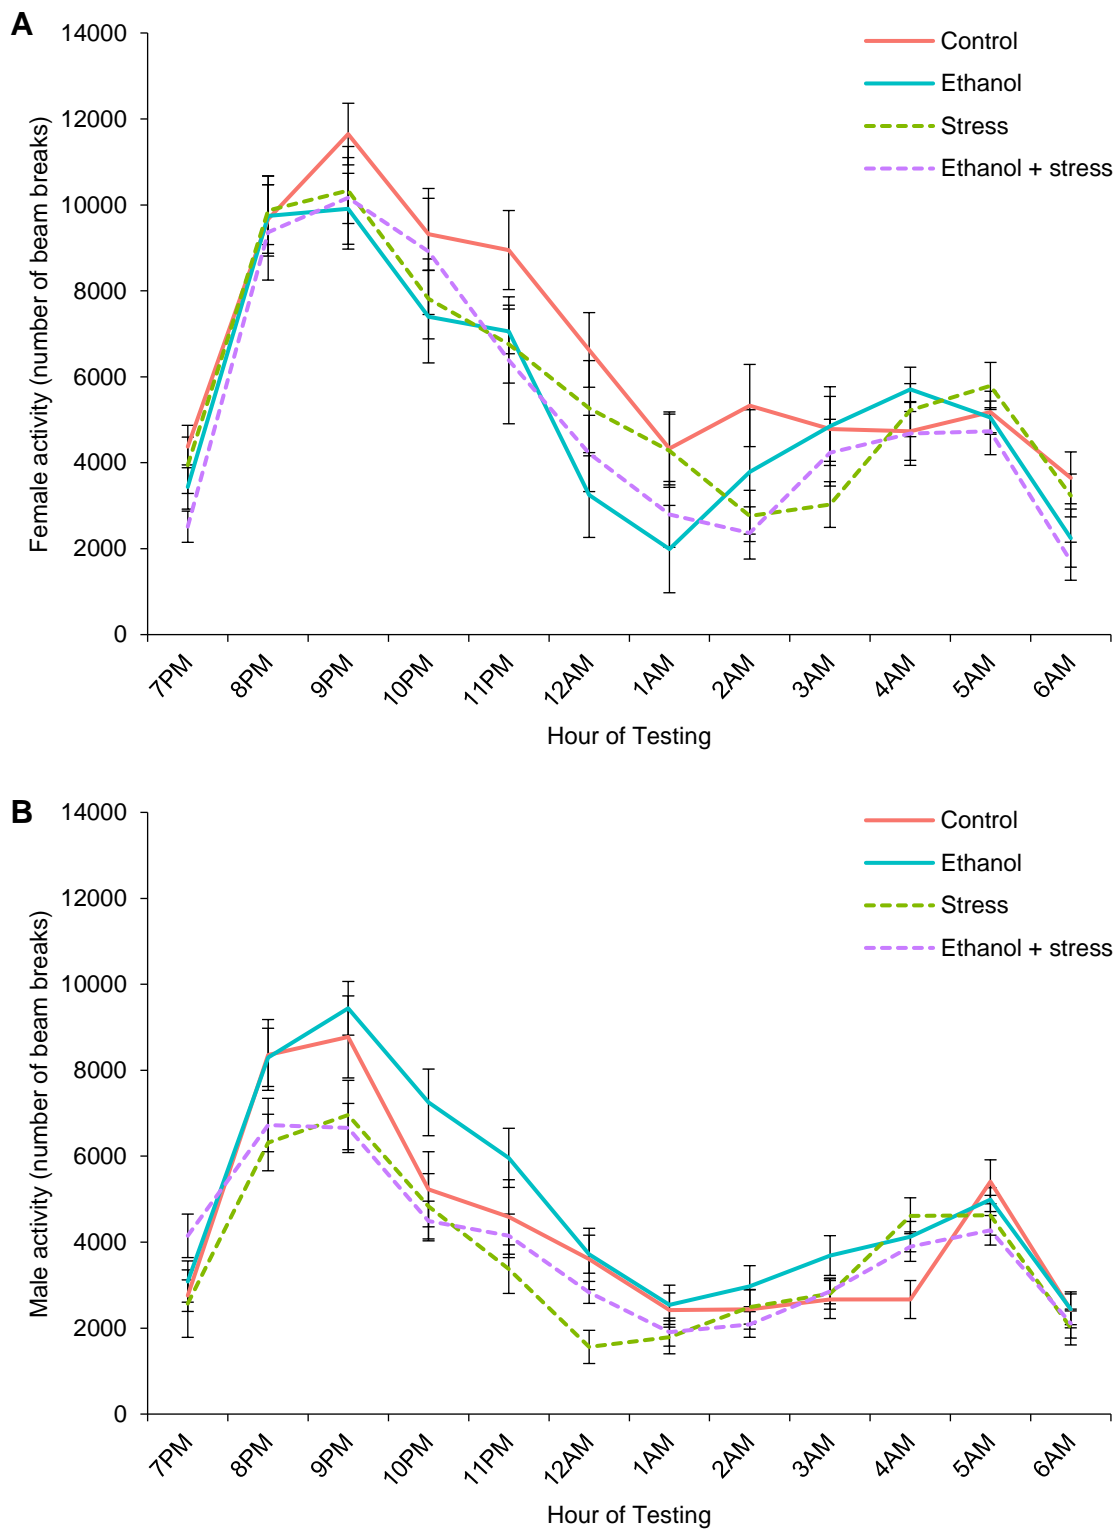 A
14000
12000
10000
8000
6000
4000
2000
0
Female activity (number of beam breaks)
Control
Ethanol
Stress
Ethanol + stress
7PM 8PM 9PM 10PM 11PM 12AM 1AM 2AM 3AM 4AM 5AM 6AM
Hour of Testing
B
14000
12000
10000
8000
6000
4000
2000
0
Male activity (number of beam breaks)
Control
Ethanol
Stress
Ethanol + stress
7PM 8PM 9PM 10PM 11PM 12AM 1AM 2AM 3AM 4AM 5AM 6AM
Hour of Testing